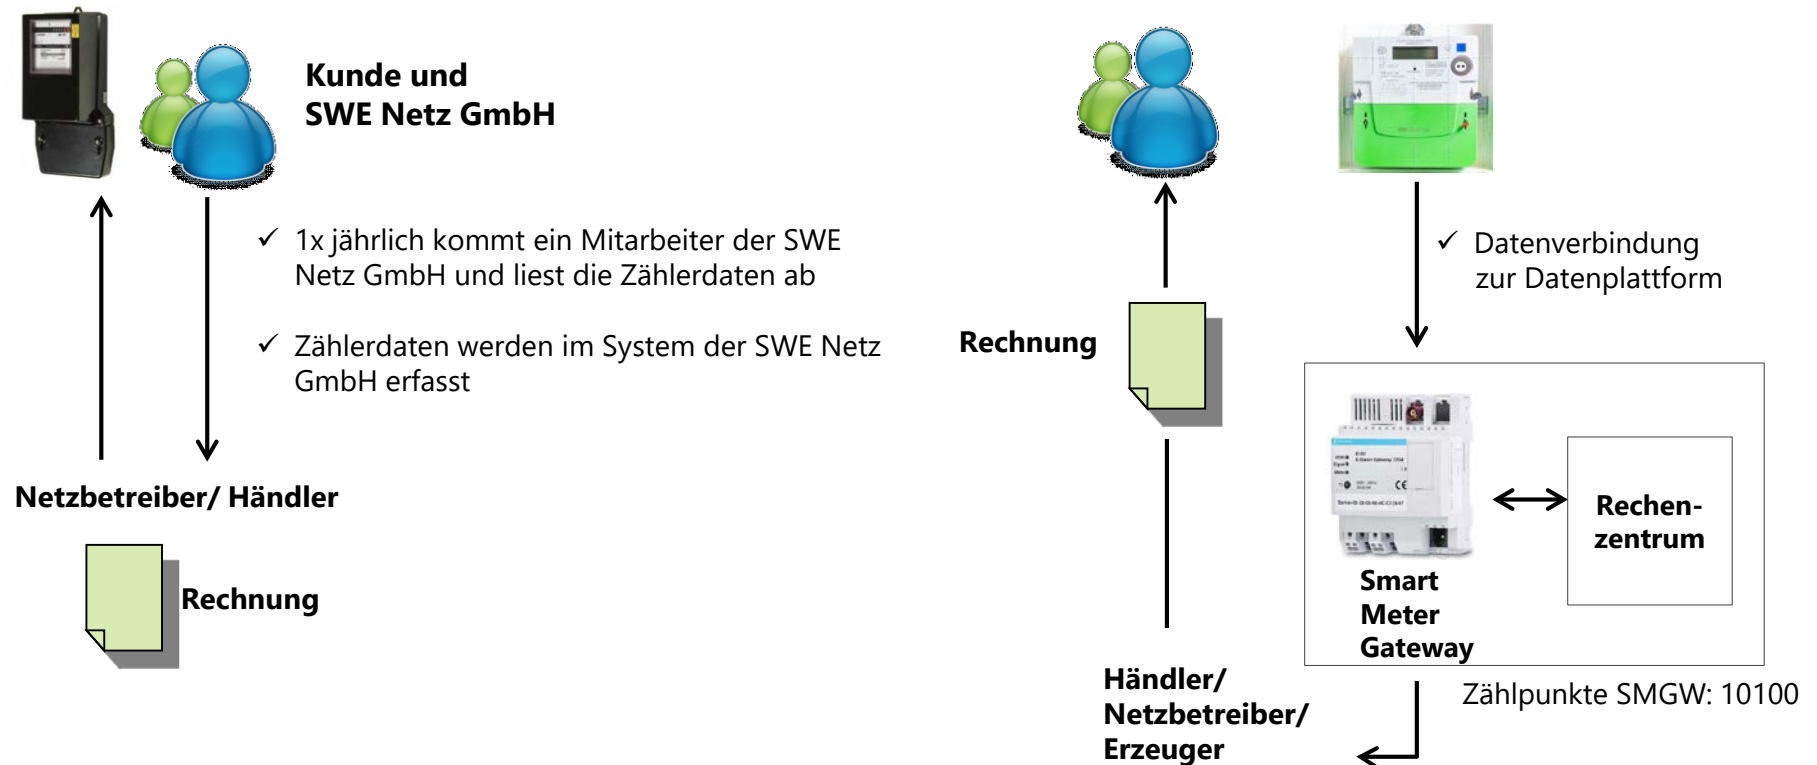 Kunde und
SWE Netz GmbH
✓ 1x jährlich kommt ein Mitarbeiter der SWE
Netz GmbH und liest die Zählerdaten ab
✓ Zählerdaten werden im System der SWE Netz
GmbH erfasst
Netzbetreiber/ Händler
Rechnung
✓ Datenverbindung
zur Datenplattform
Rechnung
Rechen-
zentrum
Smart
Meter
Gateway
Zählpunkte SMGW: 10100
Händler/
Netzbetreiber/
Erzeuger